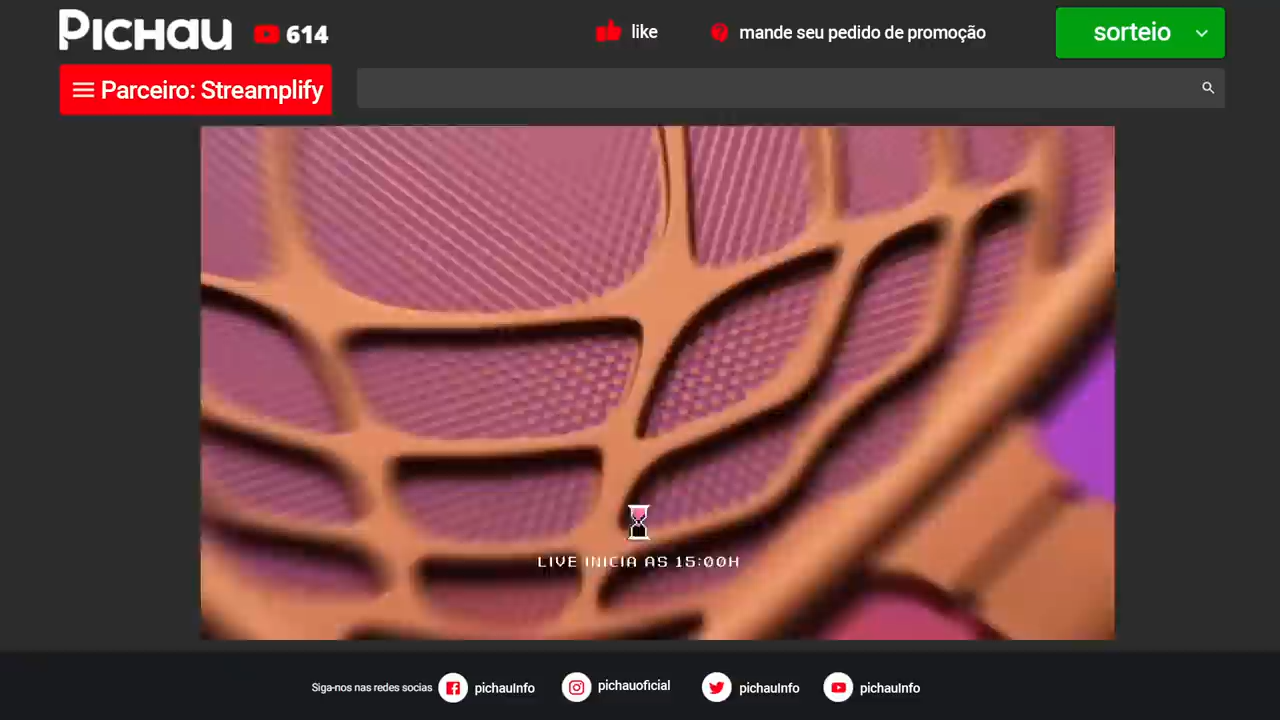 PICHAU
614
like
mande seu pedido de promoção
sorteio
Parceiro: Streamplify
LIVE INICIA AS 15:00H
Siga-nos nas redes socias
pichauInfo
pichauoficial
pichauInfo
pichauInfo